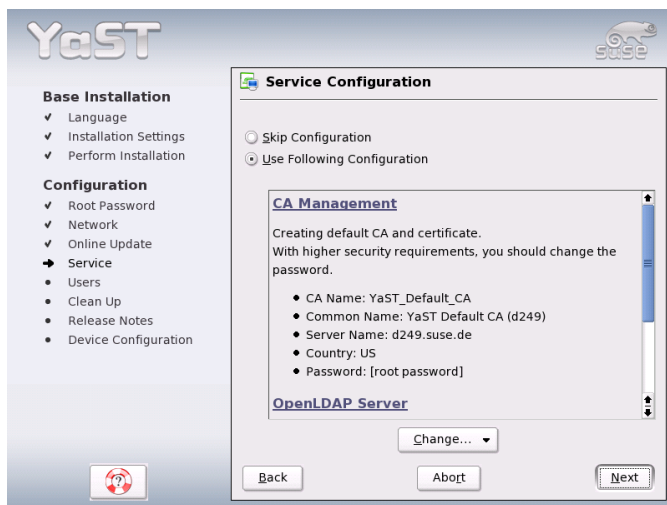 YaST
SUSE
Base Installation
Language
Installation Settings
Perform Installation
Configuration
Root Password
Network
Online Update
Service
Users
Clean Up
Release Notes
Device Configuration
Service Configuration
Skip Configuration
Use Following Configuration
CA Management
Creating default CA and certificate.
With higher security requirements, you should change the
password.
CA Name: YaST_Default_CA
Common Name: YaST Default CA (d249)
Server Name: d249.suse.de
Country: US
Password: [root password]
OpenLDAP Server
Change...
?
Back
Abort
Next